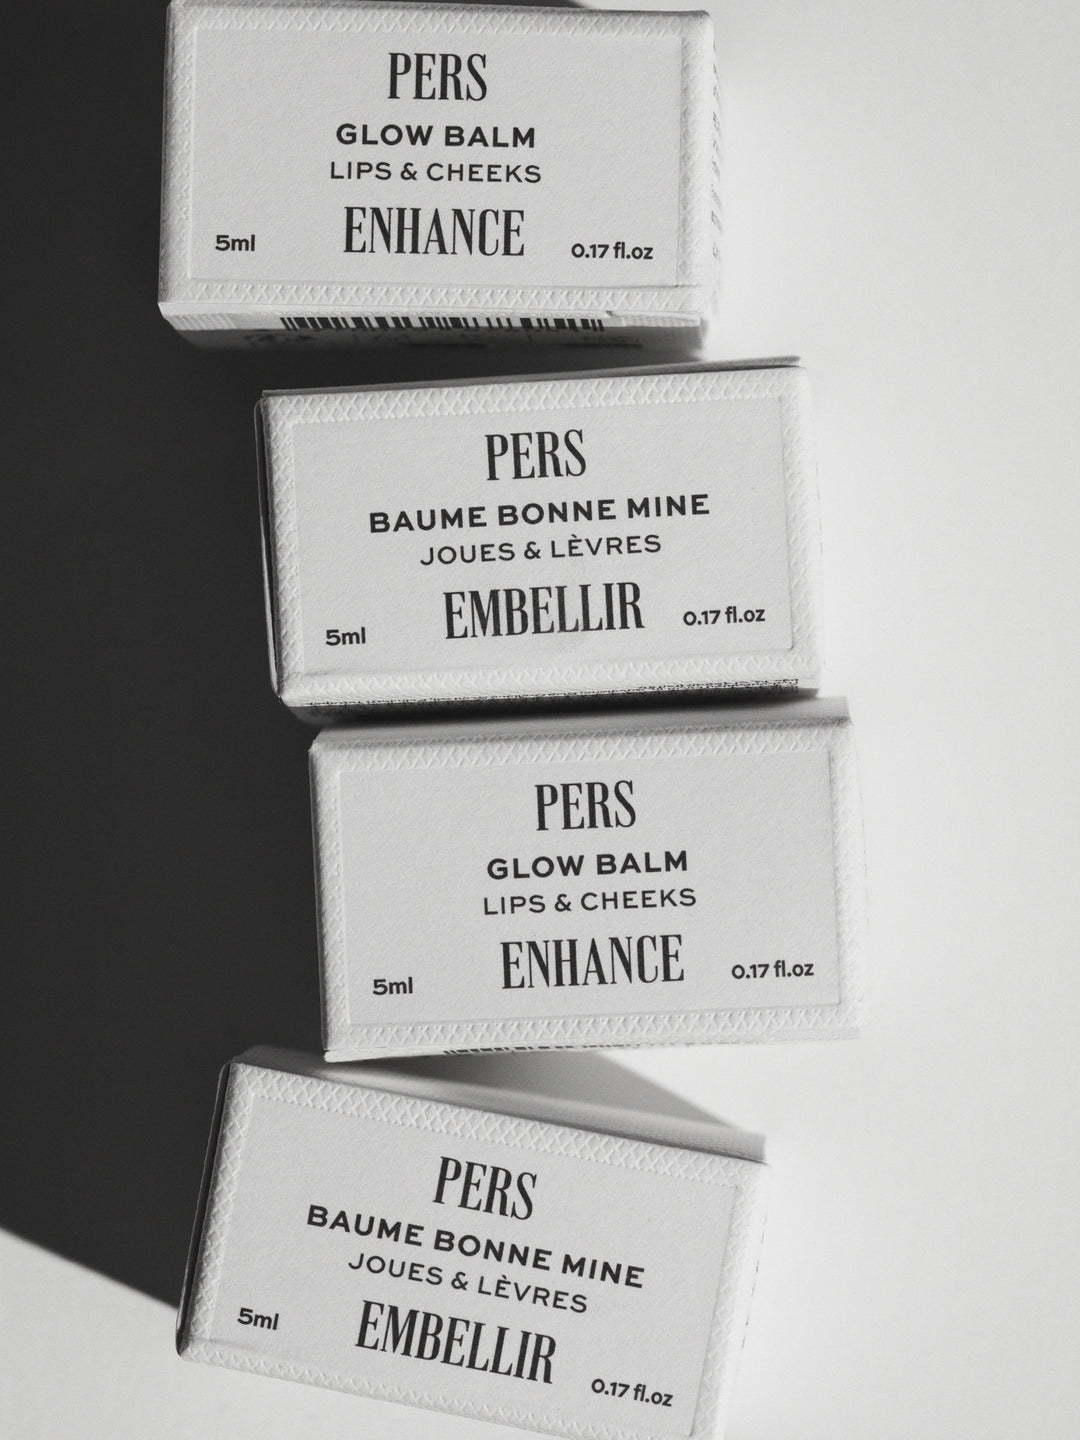 PERS
GLOW BALM
LIPS & CHEEKS
ENHANCE
5ml
0.17 fl.oz
PERS
BAUME BONNE MINE
JOUES & LÈVRES
EMBELLIR
5ml
0.17 fl.oz
PERS
GLOW BALM
LIPS & CHEEKS
ENHANCE
5ml
0.17 fl.oz
PERS
BAUME BONNE MINE
JOUES & LÈVRES
EMBELLIR
5ml
0.17 fl.oz